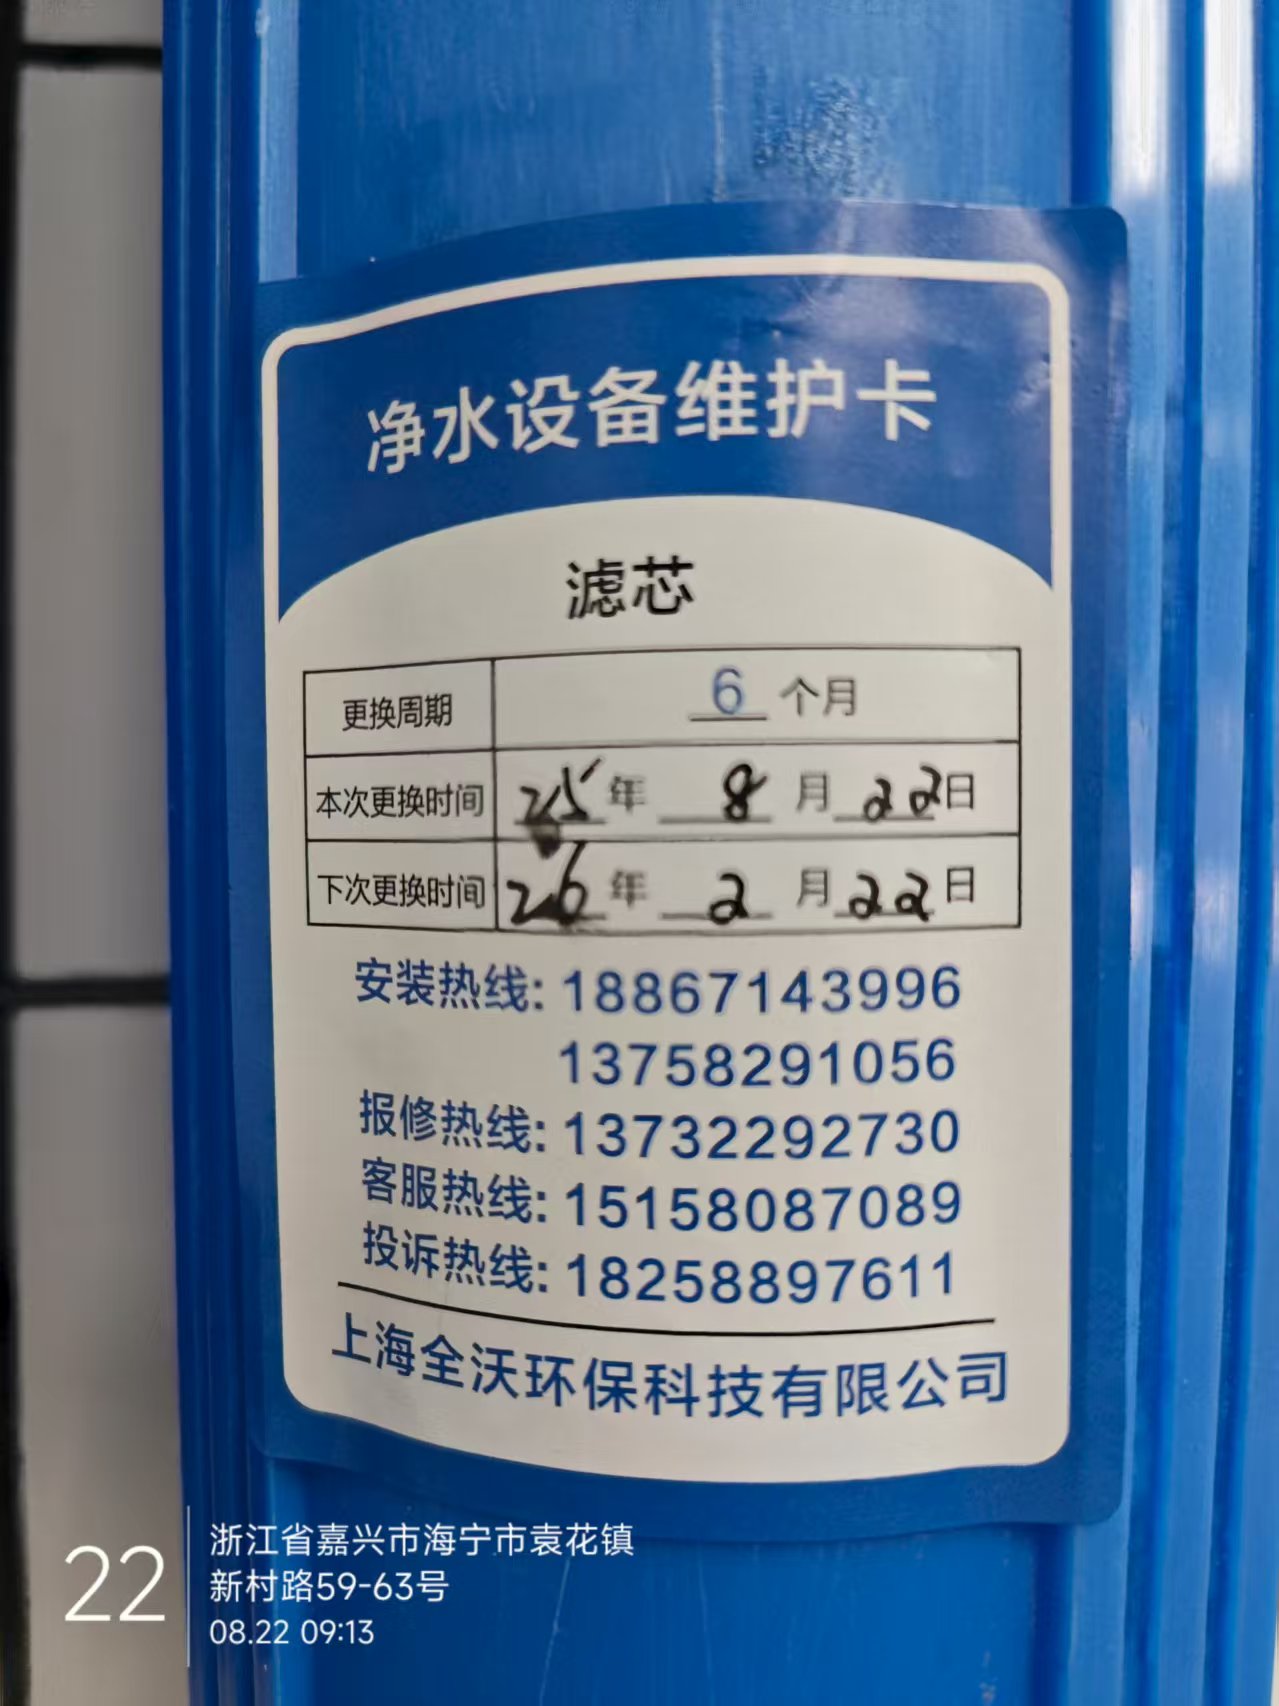 净水设备维护卡
滤芯
更换周期 6 个月
本次更换时间 25 年 8 月 22 日
下次更换时间 26 年 2 月 22 日
安装热线: 18867143996
13758291056
报修热线: 13732292730
客服热线: 15158087089
投诉热线: 18258897611
上海全沃环保科技有限公司
22
浙江省嘉兴市海宁市袁花镇
新村路59-63号
08.22 09:13